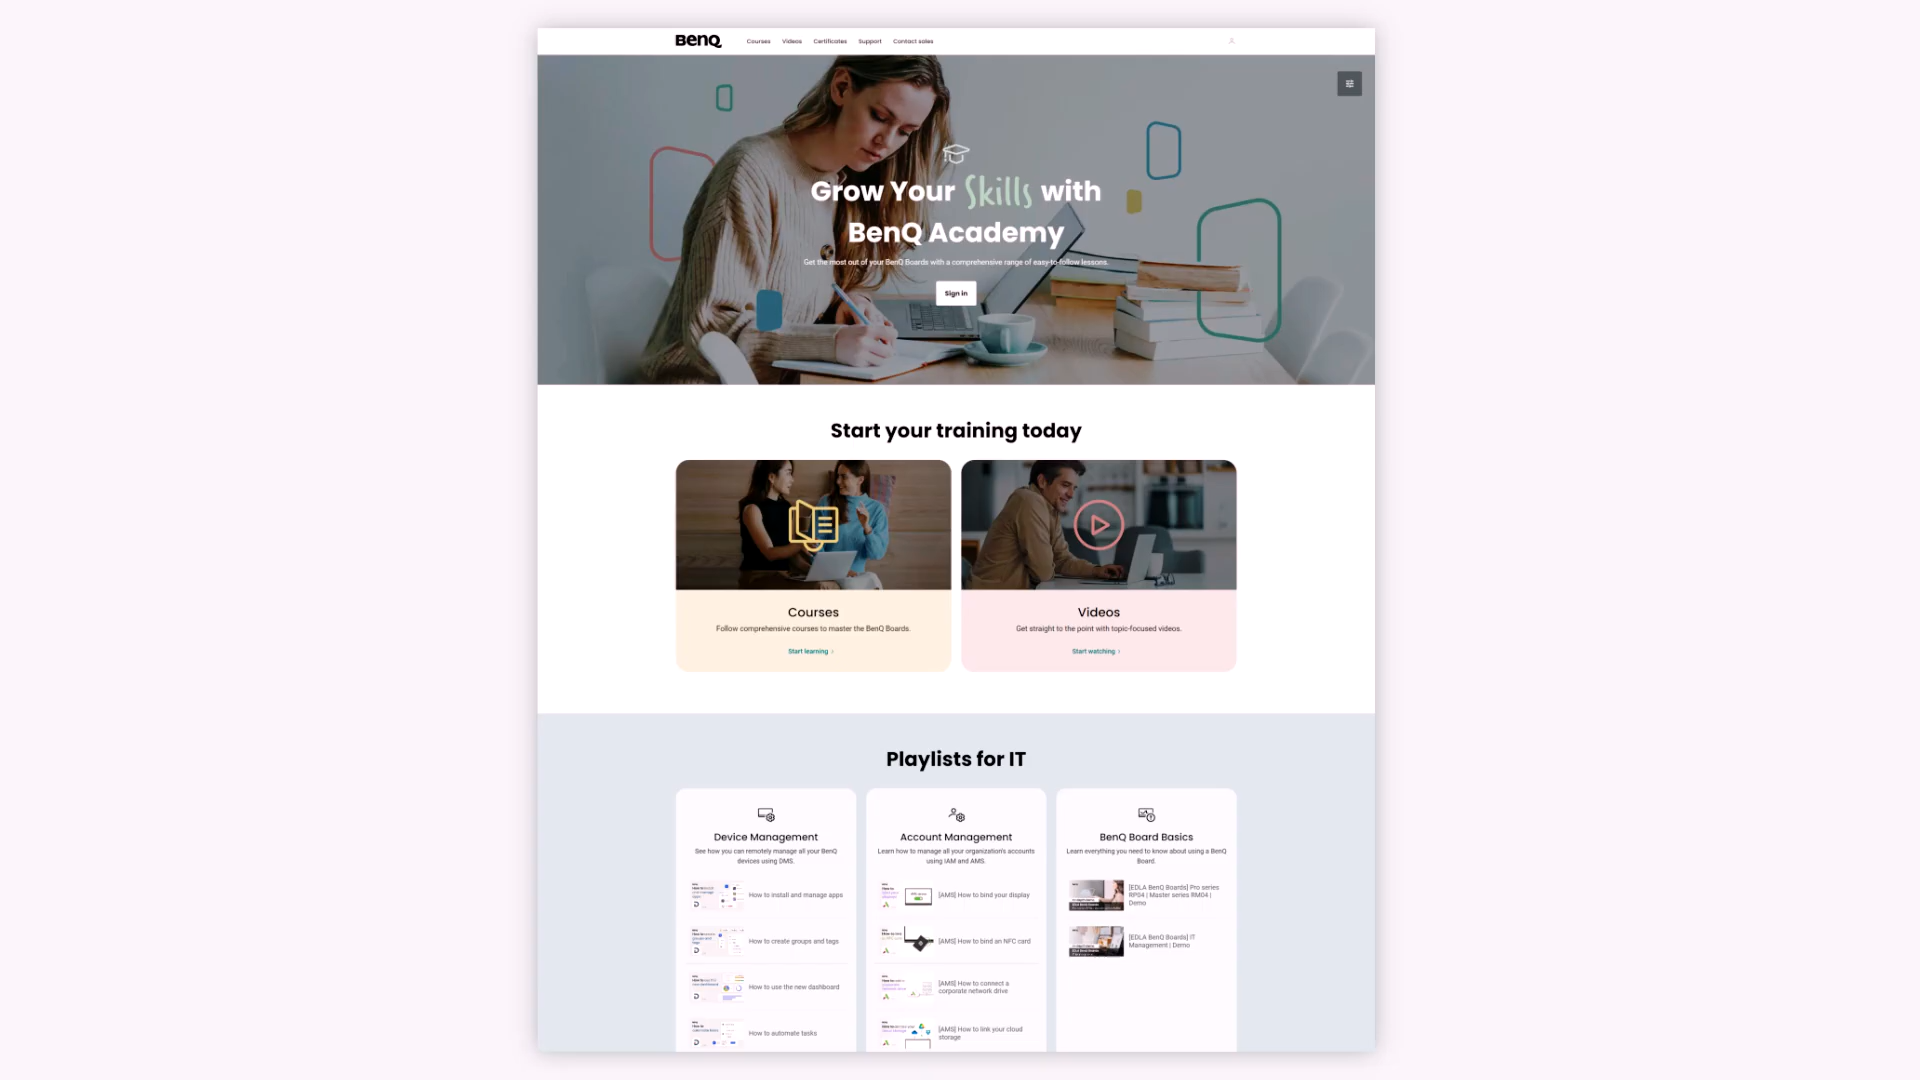 BenQ
Courses Videos Certificates Support Contact sales
Grow Your Skills with
BenQ Academy
Get the most out of your BenQ Boards with a comprehensive range of easy-to-follow lessons.
Sign in
Start your training today
Courses
Follow comprehensive courses to master the BenQ Boards.
Start learning ›
Videos
Get straight to the point with topic-focused videos.
Start watching ›
Playlists for IT
Device Management
See how you can remotely manage all your BenQ
devices using DMS.
How to install and manage apps
How to create groups and tags
How to use the new dashboard
How to automate tasks
Account Management
Learn how to manage all your organization's accounts
using IAM and AMS.
[AMS] How to bind your display
[AMS] How to bind an NFC card
[AMS] How to connect a
corporate network drive
[AMS] How to link your cloud
storage
BenQ Board Basics
Learn everything you need to know about using a BenQ
Board.
[EDLA BenQ Boards] Pro series
RP04 | Master series RM04 |
Demo
[EDLA BenQ Boards] IT
Management | Demo